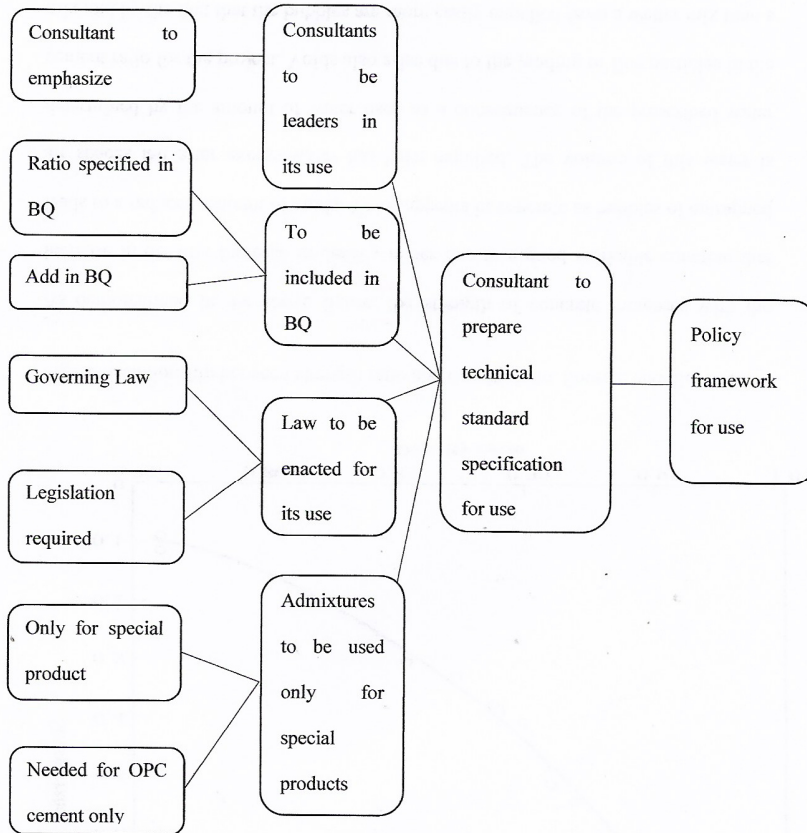 Consultant to
emphasize
Ratio specified in
BQ
Add in BQ
Governing Law
Legislation
required
Only for special
product
Needed for OPC
cement only
Consultants
to be
leaders in
its use
To be
included in
BQ
Law to be
enacted for
its use
Admixtures
to be used
only for
special
products
Consultant to
prepare
technical
standard
specification
for use
Policy
framework
for use